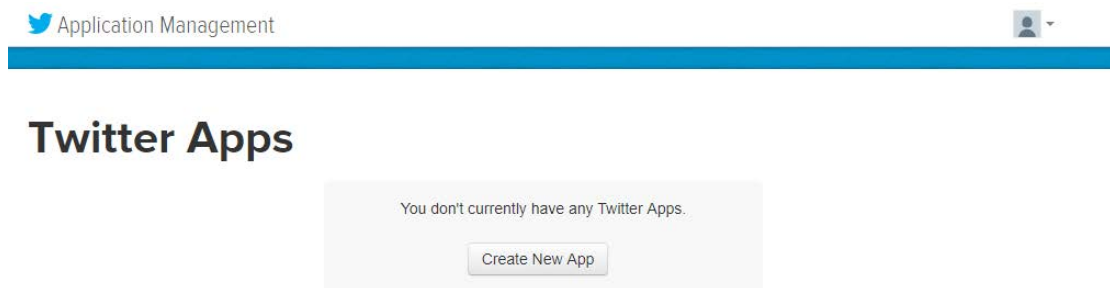 Application Management
Twitter Apps
You don't currently have any Twitter Apps.
Create New App